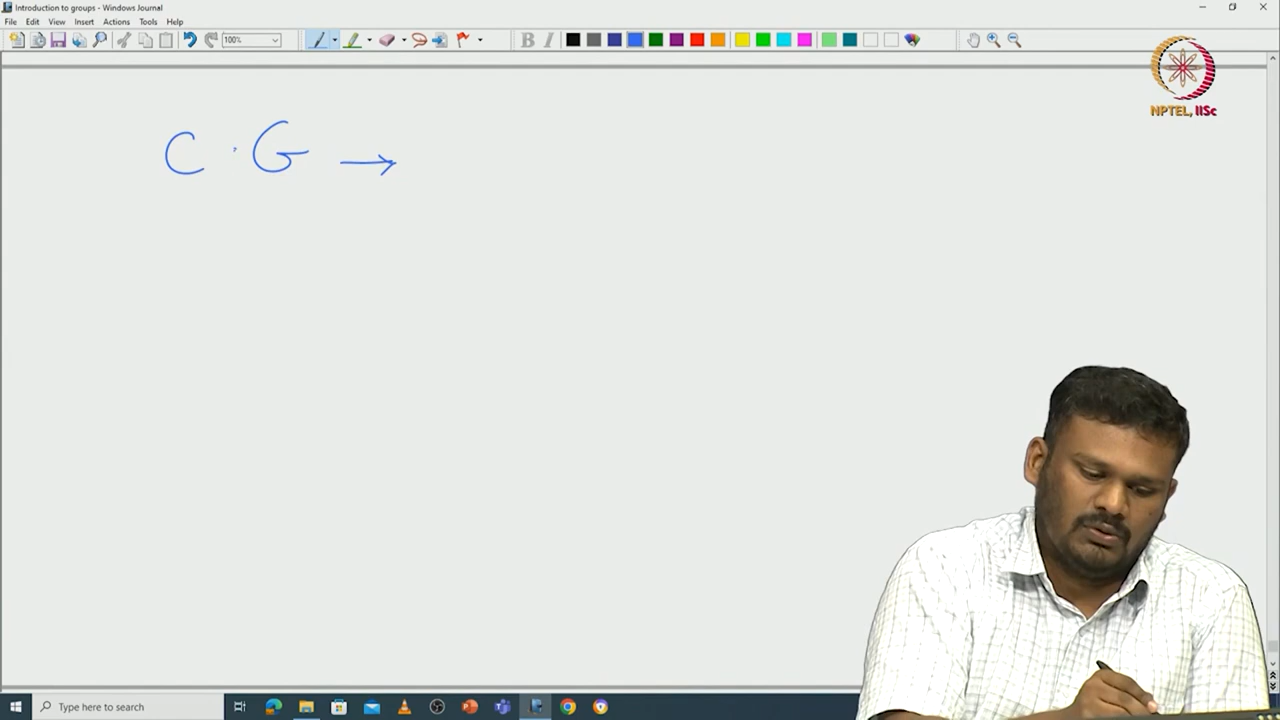 Introduction to groups - Windows Journal
File Edit View Insert Actions Tools Help
100%
B I
NPTEL, IISc
C · G →
Type here to search